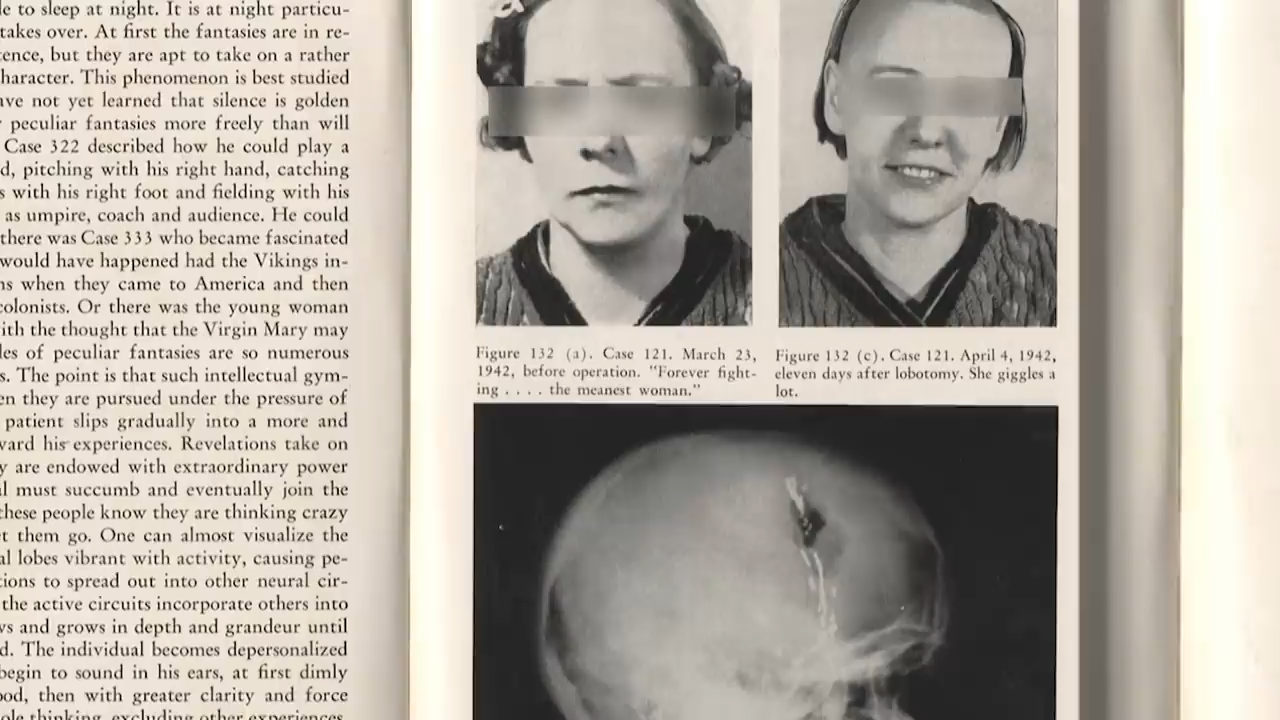 le to sleep at night. It is at night particu-
takes over. At first the fantasies are in re-
tence, but they are apt to take on a rather
haracter. This phenomenon is best studied
ave not yet learned that silence is golden
r peculiar fantasies more freely than will
Case 322 described how he could play a
d, pitching with his right hand, catching
s with his right foot and fielding with his
as umpire, coach and audience. He could
there was Case 333 who became fascinated
would have happened had the Vikings in-
ns when they came to America and then
colonists. Or there was the young woman
ith the thought that the Virgin Mary may
les of peculiar fantasies are so numerous
s. The point is that such intellectual gym-
en they are pursued under the pressure of
patient slips gradually into a more and
ward his experiences. Revelations take on
y are endowed with extraordinary power
l must succumb and eventually join the
these people know they are thinking crazy
t them go. One can almost visualize the
al lobes vibrant with activity, causing pe-
tions to spread out into other neural cir-
the active circuits incorporate others into
ws and grows in depth and grandeur until
d. The individual becomes depersonalized
begin to sound in his ears, at first dimly
ood, then with greater clarity and force
ole thinking, excluding other experiences.
Figure 132 (a). Case 121. March 23,
1942, before operation. "Forever fight-
ing . . . . the meanest woman."
Figure 132 (c). Case 121. April 4, 1942,
eleven days after lobotomy. She giggles a
lot.